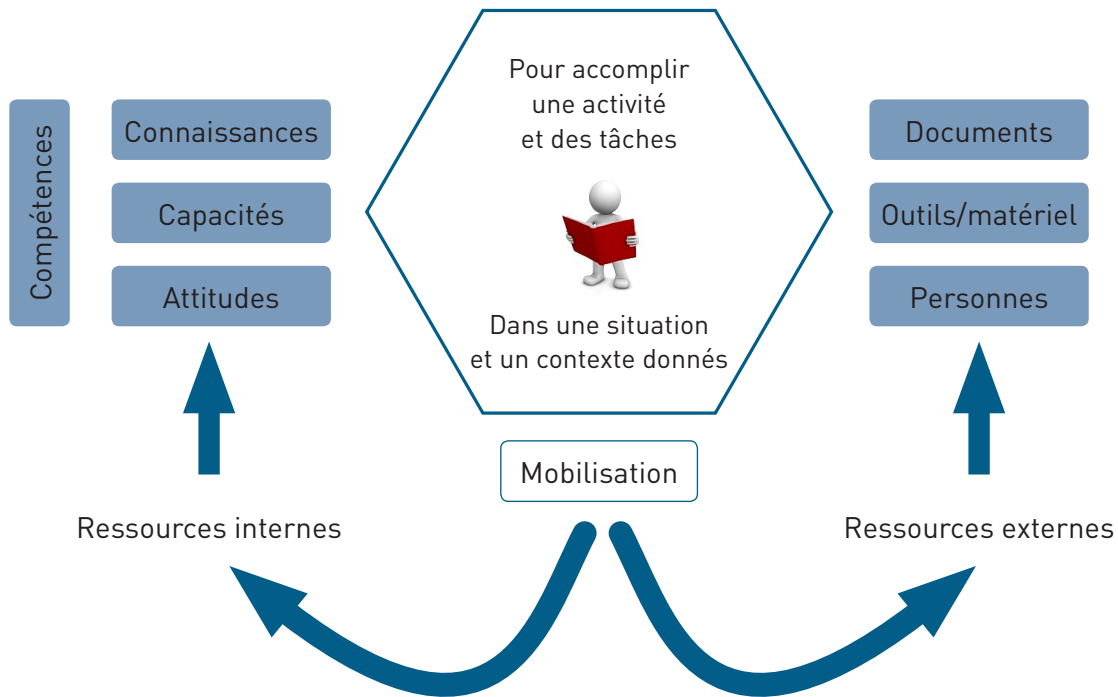 Compétences
Connaissances
Capacités
Attitudes
Pour accomplir
une activité
et des tâches
Dans une situation
et un contexte donnés
Documents
Outils/matériel
Personnes
Mobilisation
Ressources internes
Ressources externes